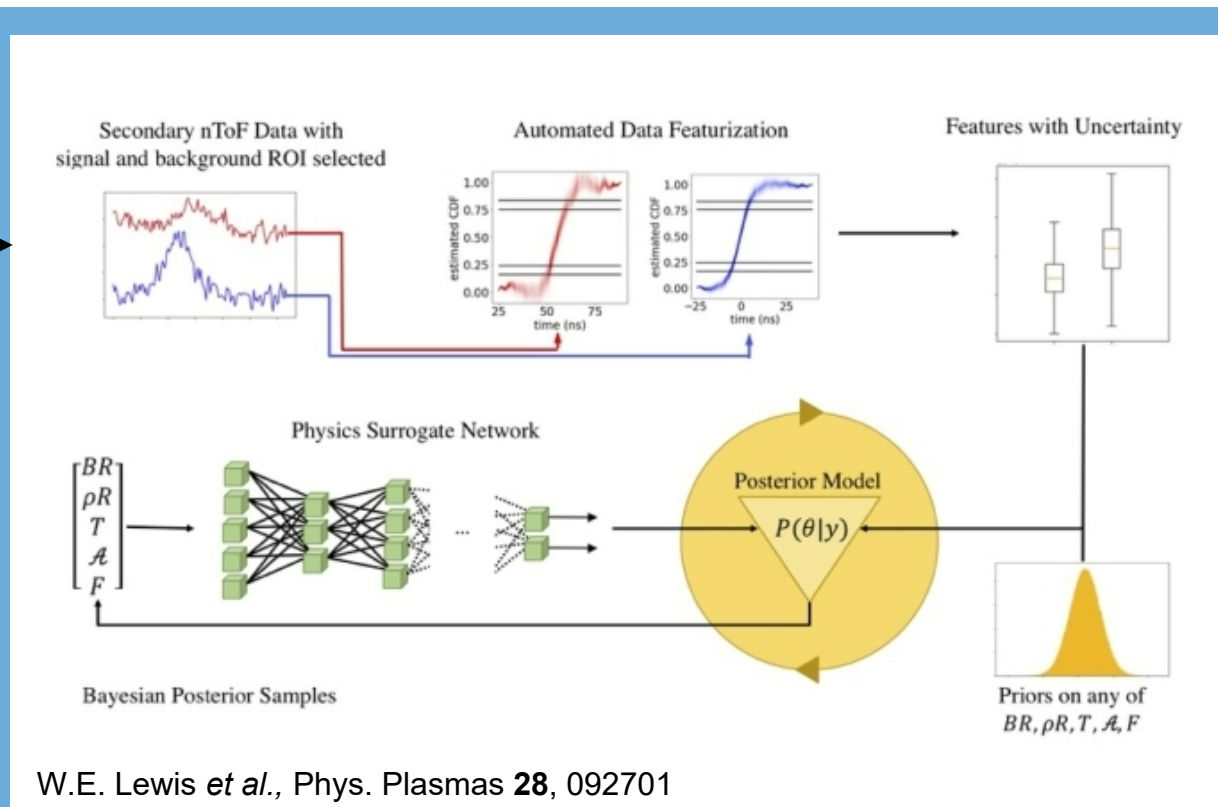 Secondary nToF Data with
signal and background ROI selected
Automated Data Featurization
Features with Uncertainty
estimated CDF
1.00
0.75
0.50
0.25
0.00
25 50 75
time (ns)
estimated CDF
1.00
0.75
0.50
0.25
0.00
−25 0 25
time (ns)
Physics Surrogate Network
BR
ρR
T
𝒜
F
...
Posterior Model
P(θ|y)
Bayesian Posterior Samples
Priors on any of
BR, ρR, T, 𝒜, F
W.E. Lewis et al., Phys. Plasmas 28, 092701